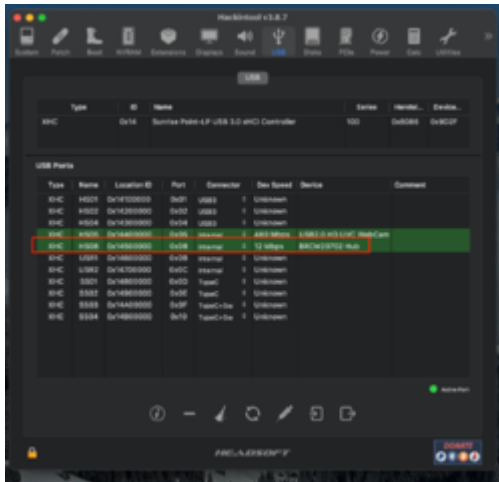 Hackintool v3.8.7
System Patch Boot NVRAM Extensions Displays Sound USB Disks PCIe Power Calc Utilities
USB
Type ID Name Series Vendor... Device...
XHC 0x14 Sunrise Point-LP USB 3.0 xHCI Controller 100 0x8086 0x9D2F
USB Ports
Type Name Location ID Port Connector Dev Speed Device Comment
XHC HS01 0x14100000 0x01 USB3 Unknown
XHC HS02 0x14200000 0x02 USB3 Unknown
XHC HS04 0x14300000 0x04 USB3 Unknown
XHC HS05 0x05 Internal 480 Mbps USB2.0 HD UVC WebCam
XHC HS08 0x14500000 0x08 Internal 12 Mbps BRCM20702 Hub
XHC USR1 0x14600000 Internal Unknown
XHC USR2 0x14700000 0x0C Internal Unknown
XHC SS01 0x14800000 0x0D TypeC Unknown
XHC SS02 0x14900000 0x0E TypeC Unknown
XHC SS03 0x14A00000 0x0F TypeC+Sw Unknown
XHC SS04 0x14B00000 0x10 TypeC+Sw Unknown
Active Port
HEADSOFT
DONATE